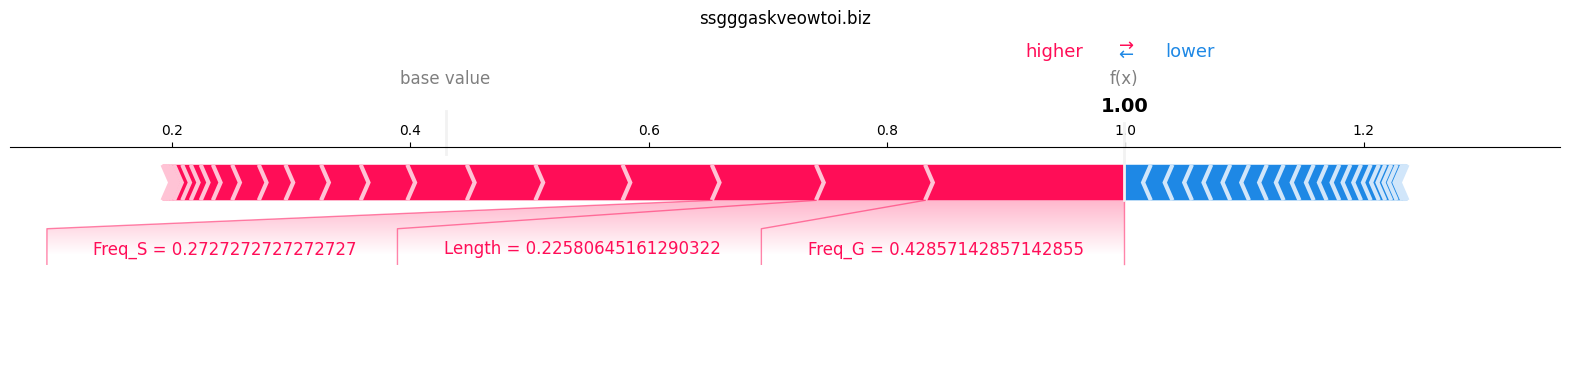 ssgggaskveowtoi.biz
higher → ← lower
base value f(x)
1.00
0.2 0.4 0.6 0.8 1.0 1.2
Freq_S = 0.2727272727272727 Length = 0.22580645161290322 Freq_G = 0.42857142857142855